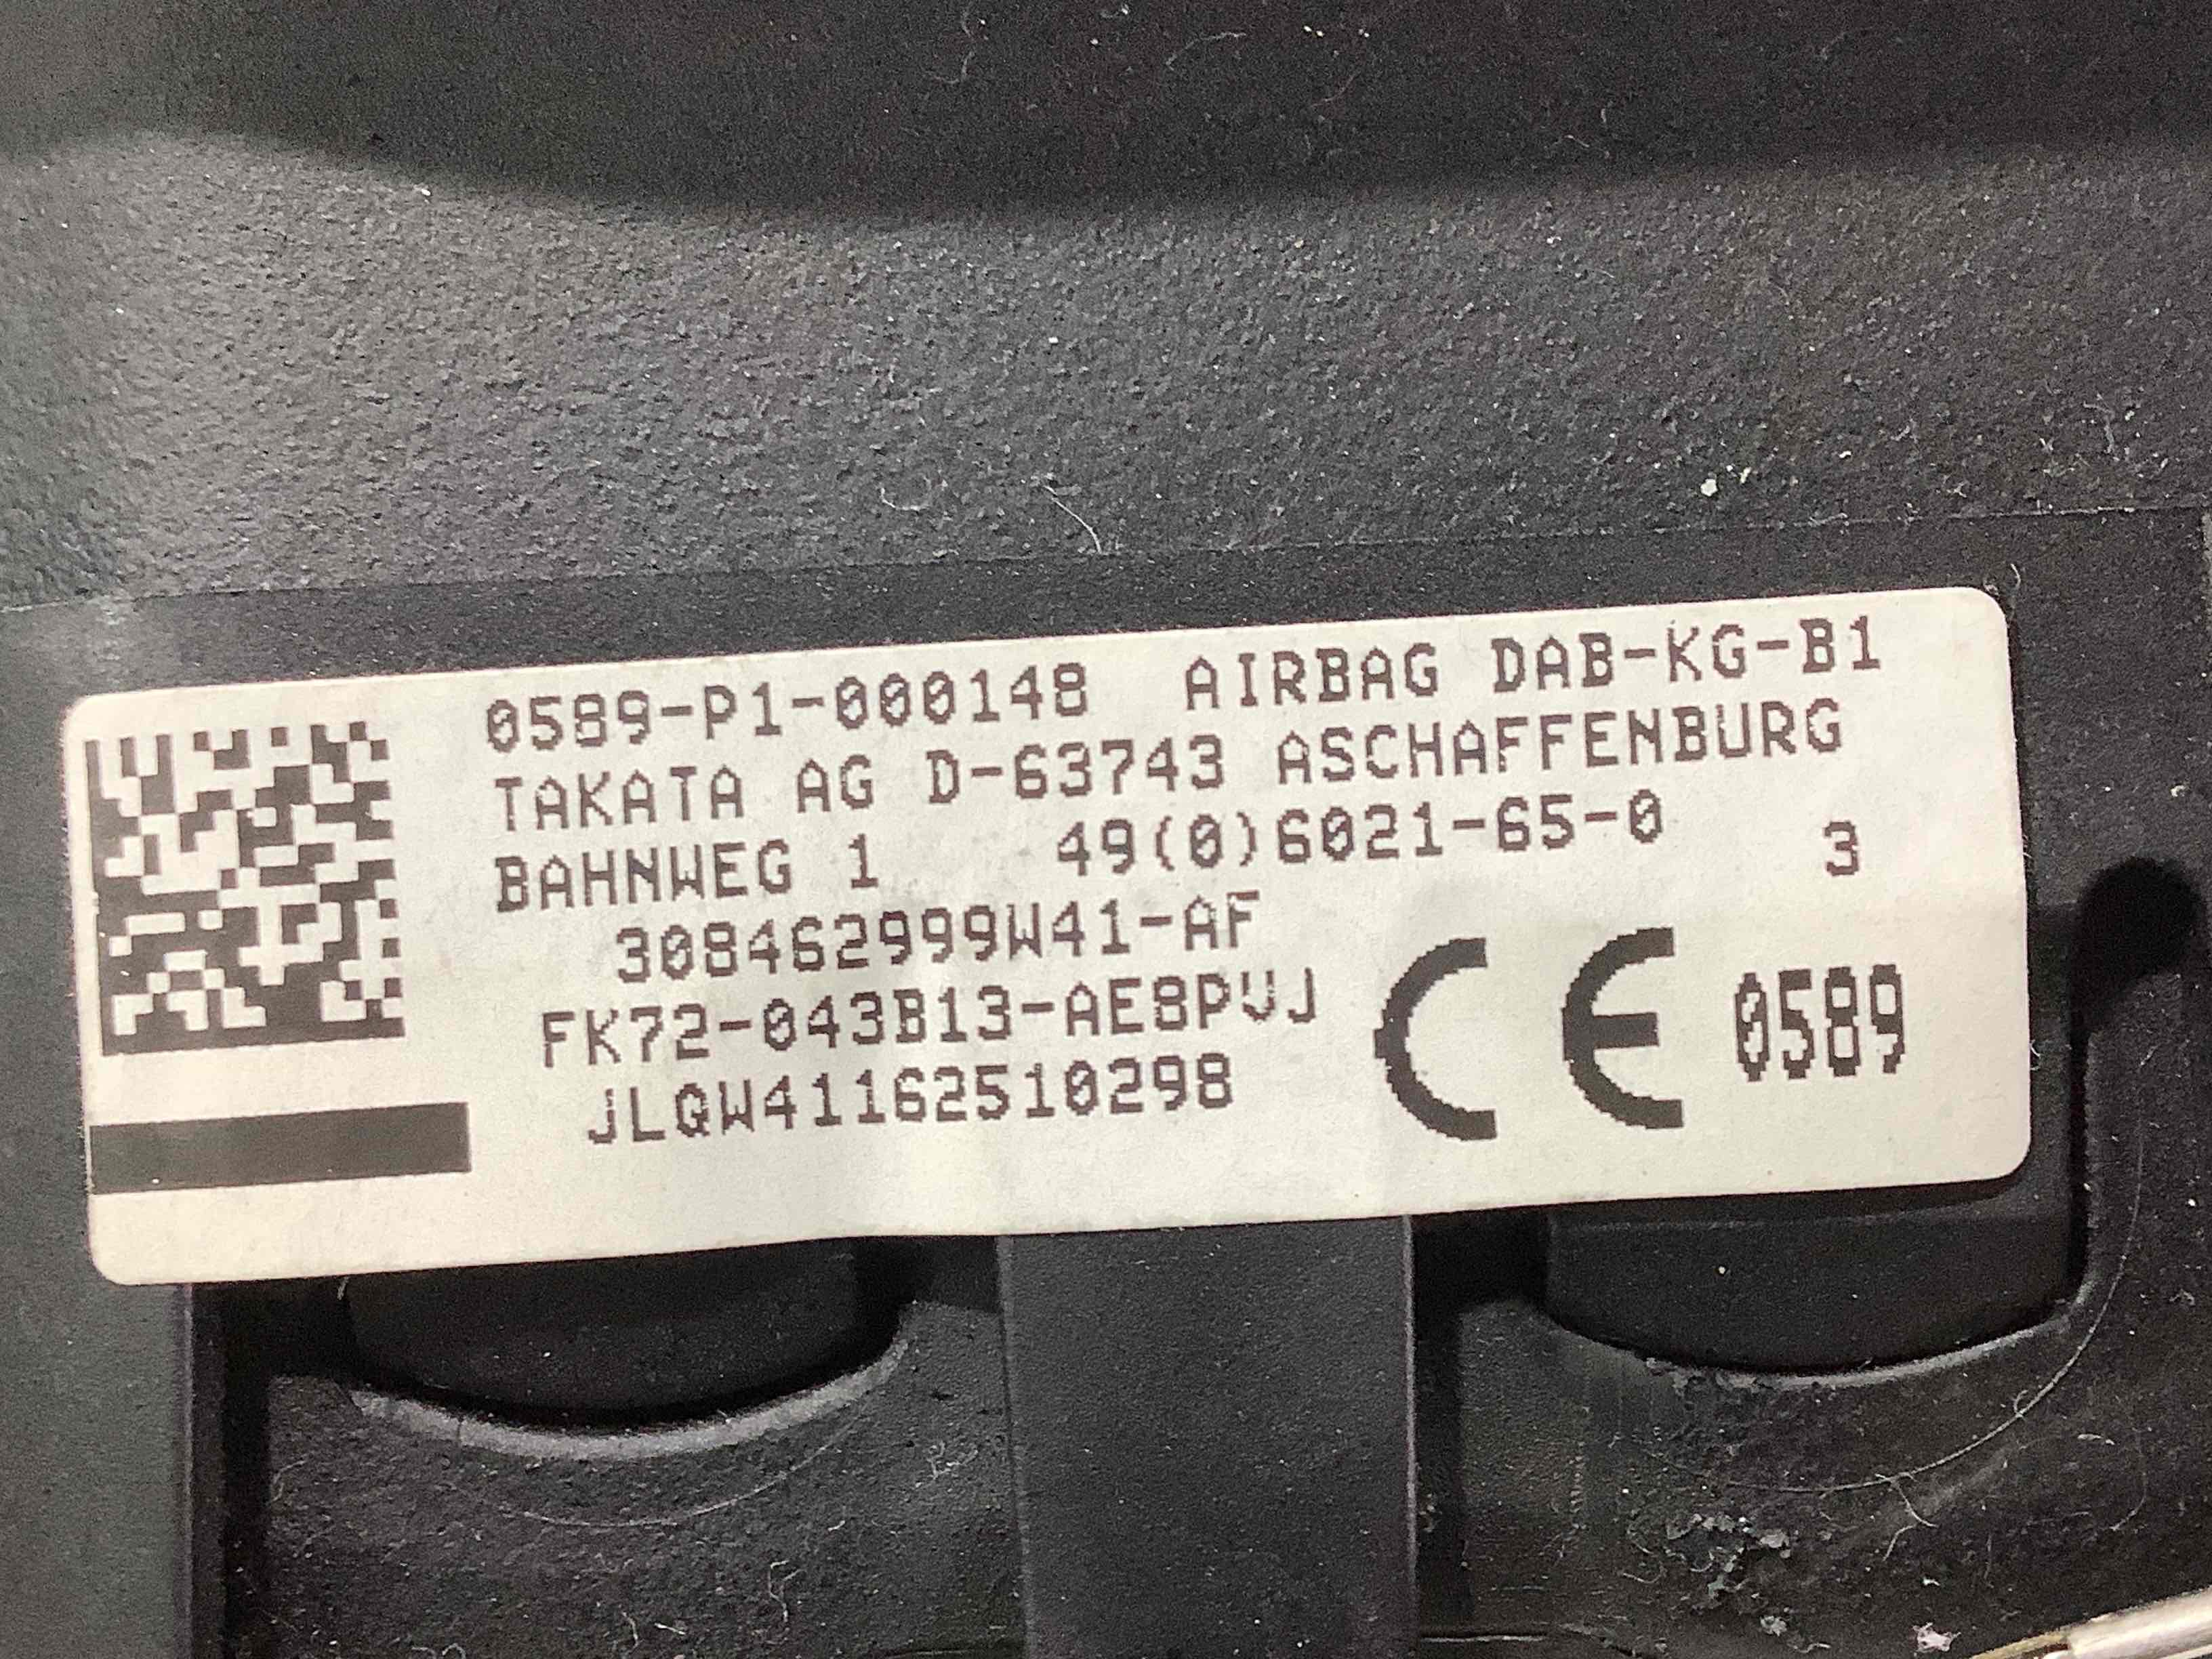 0589-P1-000148 AIRBAG DAB-KG-B1
TAKATA AG D-63743 ASCHAFFENBURG
BAHNWEG 1 49(0)6021-65-0 3
308462999W41-AF
FK72-043B13-AE8PVJ
JLQW41162510298
CE 0589